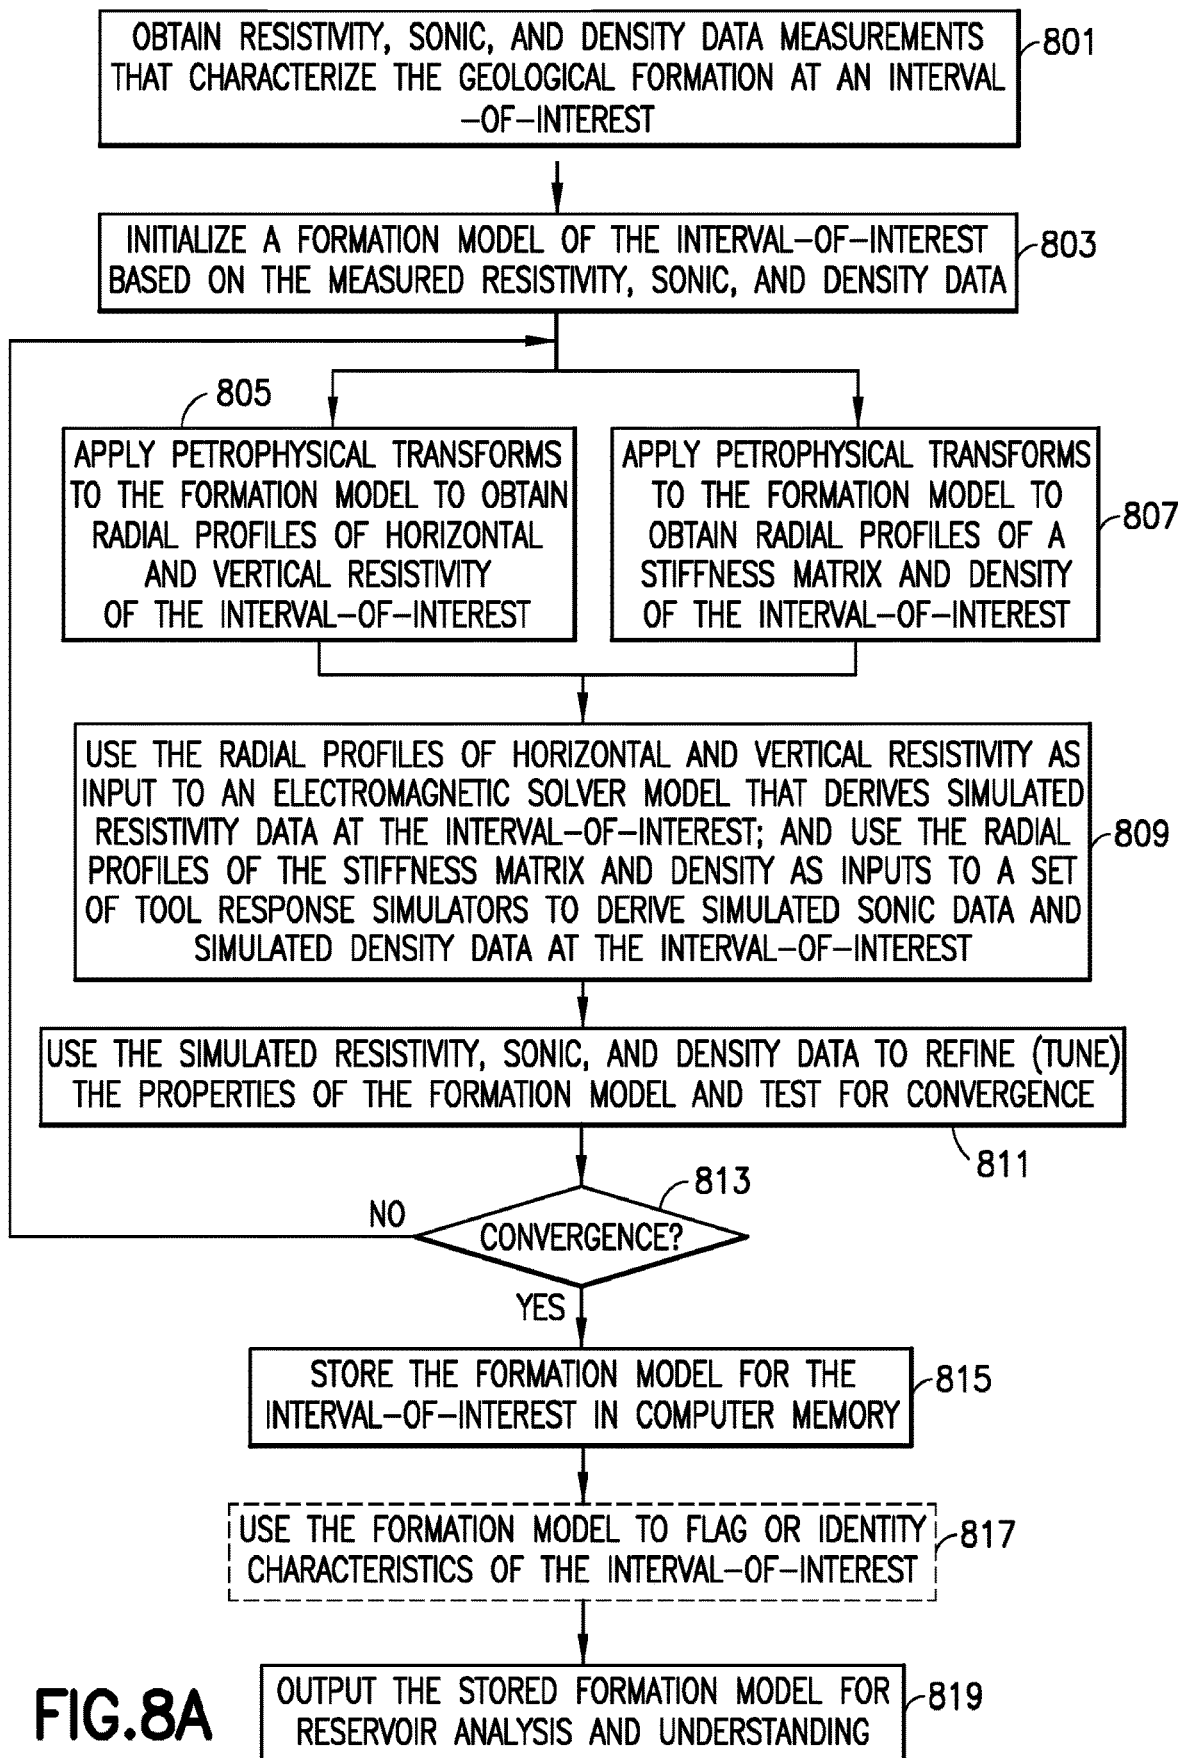 OBTAIN RESISTIVITY, SONIC, AND DENSITY DATA MEASUREMENTS
THAT CHARACTERIZE THE GEOLOGICAL FORMATION AT AN INTERVAL
-OF-INTEREST
801
INITIALIZE A FORMATION MODEL OF THE INTERVAL-OF-INTEREST
BASED ON THE MEASURED RESISTIVITY, SONIC, AND DENSITY DATA
803
805
APPLY PETROPHYSICAL TRANSFORMS
TO THE FORMATION MODEL TO OBTAIN
RADIAL PROFILES OF HORIZONTAL
AND VERTICAL RESISTIVITY
OF THE INTERVAL-OF-INTEREST
APPLY PETROPHYSICAL TRANSFORMS
TO THE FORMATION MODEL TO
OBTAIN RADIAL PROFILES OF A
STIFFNESS MATRIX AND DENSITY
OF THE INTERVAL-OF-INTEREST
807
USE THE RADIAL PROFILES OF HORIZONTAL AND VERTICAL RESISTIVITY AS
INPUT TO AN ELECTROMAGNETIC SOLVER MODEL THAT DERIVES SIMULATED
RESISTIVITY DATA AT THE INTERVAL-OF-INTEREST; AND USE THE RADIAL
PROFILES OF THE STIFFNESS MATRIX AND DENSITY AS INPUTS TO A SET
OF TOOL RESPONSE SIMULATORS TO DERIVE SIMULATED SONIC DATA AND
SIMULATED DENSITY DATA AT THE INTERVAL-OF-INTEREST
809
USE THE SIMULATED RESISTIVITY, SONIC, AND DENSITY DATA TO REFINE (TUNE)
THE PROPERTIES OF THE FORMATION MODEL AND TEST FOR CONVERGENCE
811
813
NO
CONVERGENCE?
YES
STORE THE FORMATION MODEL FOR THE
INTERVAL-OF-INTEREST IN COMPUTER MEMORY
815
USE THE FORMATION MODEL TO FLAG OR IDENTITY
CHARACTERISTICS OF THE INTERVAL-OF-INTEREST
817
OUTPUT THE STORED FORMATION MODEL FOR
RESERVOIR ANALYSIS AND UNDERSTANDING
819
FIG.8A